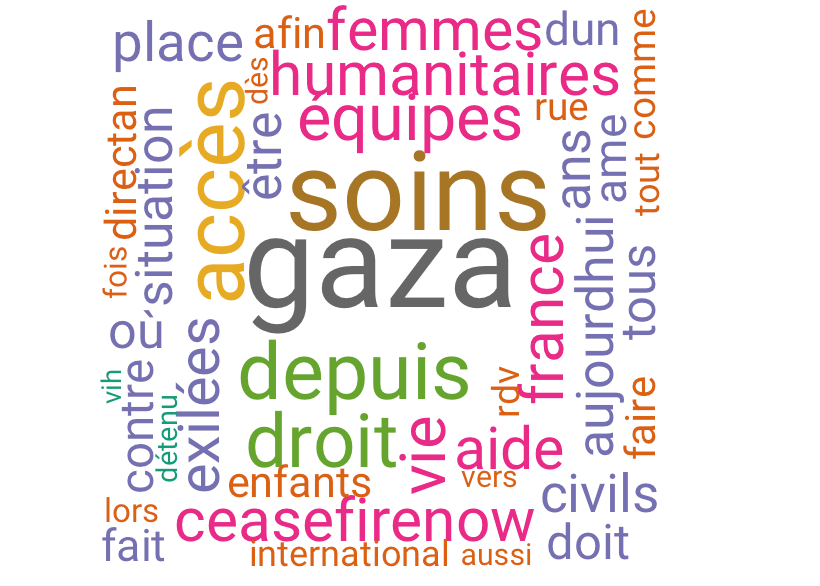 place
afin
femmes
dun
comme
dès
humanitaires
directan
situation
accès
être
équipes
rue
ans
ame
tout
soins
gaza
fois
où
exilées
france
aujourdhui
tous
depuis
vih
contre
détenu
droit
vie
rdv
aide
faire
enfants
vers
civils
lors
ceasefirenow
fait
international
aussi
doit